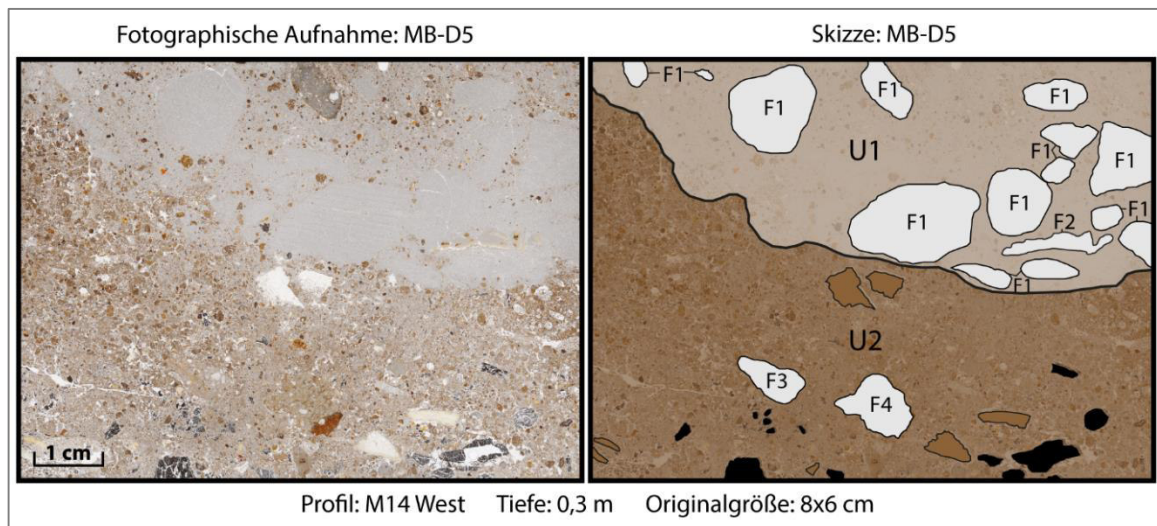 Fotographische Aufnahme: MB-D5
Skizze: MB-D5
F1
F1
F1
F1
U1
F1
F1
F1
F1
F1
F2
F1
U2
F3
F4
1 cm
Profil: M14 West Tiefe: 0,3 m Originalgröße: 8x6 cm